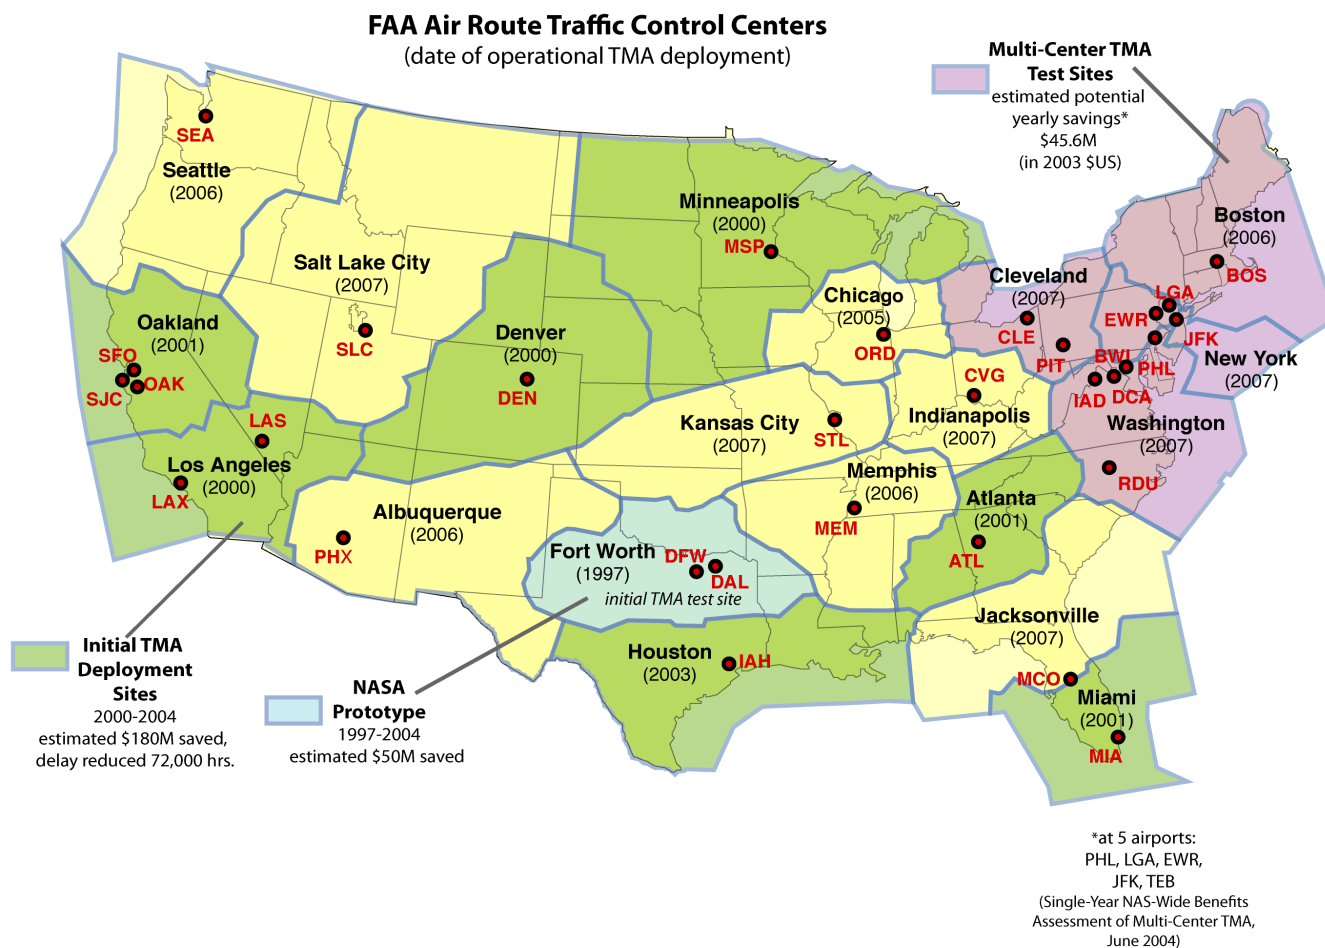 FAA Air Route Traffic Control Centers
(date of operational TMA deployment)
Multi-Center TMA
Test Sites
estimated potential
yearly savings*
$45.6M
(in 2003 $US)
SEA
Seattle
(2006)
Salt Lake City
(2007)
SLC
Minneapolis
(2000)
MSP
Boston
(2006)
BOS
Cleveland
(2007)
CLE
PIT
Chicago
(2005)
ORD
LGA
EWR
JFK
New York
(2007)
Oakland
(2001)
SFO
SJC
OAK
Denver
(2000)
DEN
BWI
PHL
IAD
DCA
Washington
(2007)
RDU
CVG
Indianapolis
(2007)
LAS
Los Angeles
(2000)
LAX
Kansas City
(2007)
STL
Memphis
(2006)
MEM
Albuquerque
(2006)
PHX
Atlanta
(2001)
ATL
Fort Worth
(1997)
DFW
DAL
initial TMA test site
Jacksonville
(2007)
MCO
Houston
(2003)
IAH
Miami
(2001)
MIA
Initial TMA
Deployment
Sites
2000-2004
estimated $180M saved,
delay reduced 72,000 hrs.
NASA
Prototype
1997-2004
estimated $50M saved
*at 5 airports:
PHL, LGA, EWR,
JFK, TEB
(Single-Year NAS-Wide Benefits
Assessment of Multi-Center TMA,
June 2004)